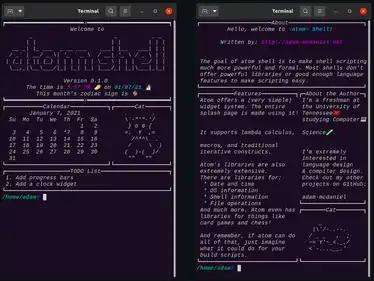 Terminal
Welcome to
Version 0.1.0
The time is
on 01/07/21
This month's zodiac sign is
Calendar
January 7, 2021
Su Mo Tu We Th Fr Sa
1 2
3 4 5 6 7 8 9
10 11 12 13 14 15 16
17 18 19 20 21 22 23
24 25 26 27 28 29 30
31
Cat
TODO List
1. Add progress bars
2. Add a clock widget
/home/adam>
Terminal
About
Hello, welcome to <Atom> Shell!
Written by: http://adam-mcdaniel.net
The goal of atom shell is to make shell scripting
much more powerful and formal. Most shells don't
offer powerful libraries or good enough language
features to make scripting easy.
Features
Atom offers a (very simple)
widget system. The entire
splash page is made using it!
It supports lambda calculus,
macros, and traditional
iterative constructs.
Atom's libraries are also
extremely extensive.
There are libraries for:
* Date and time
* OS information
* Shell information
* File operations
And much more. Atom even has
libraries for things like
card games and chess!
And remember, if atom can do
all of that, just imagine
what it could do for your
build scripts.
About the Author
I'm a freshman at
the University of
Tennessee
Studying Computer
Science
I'm extremely
interested in
language design
& compiler design.
Check out my other
projects on GitHub:
adam-mcdaniel
Cat
/home/adam>